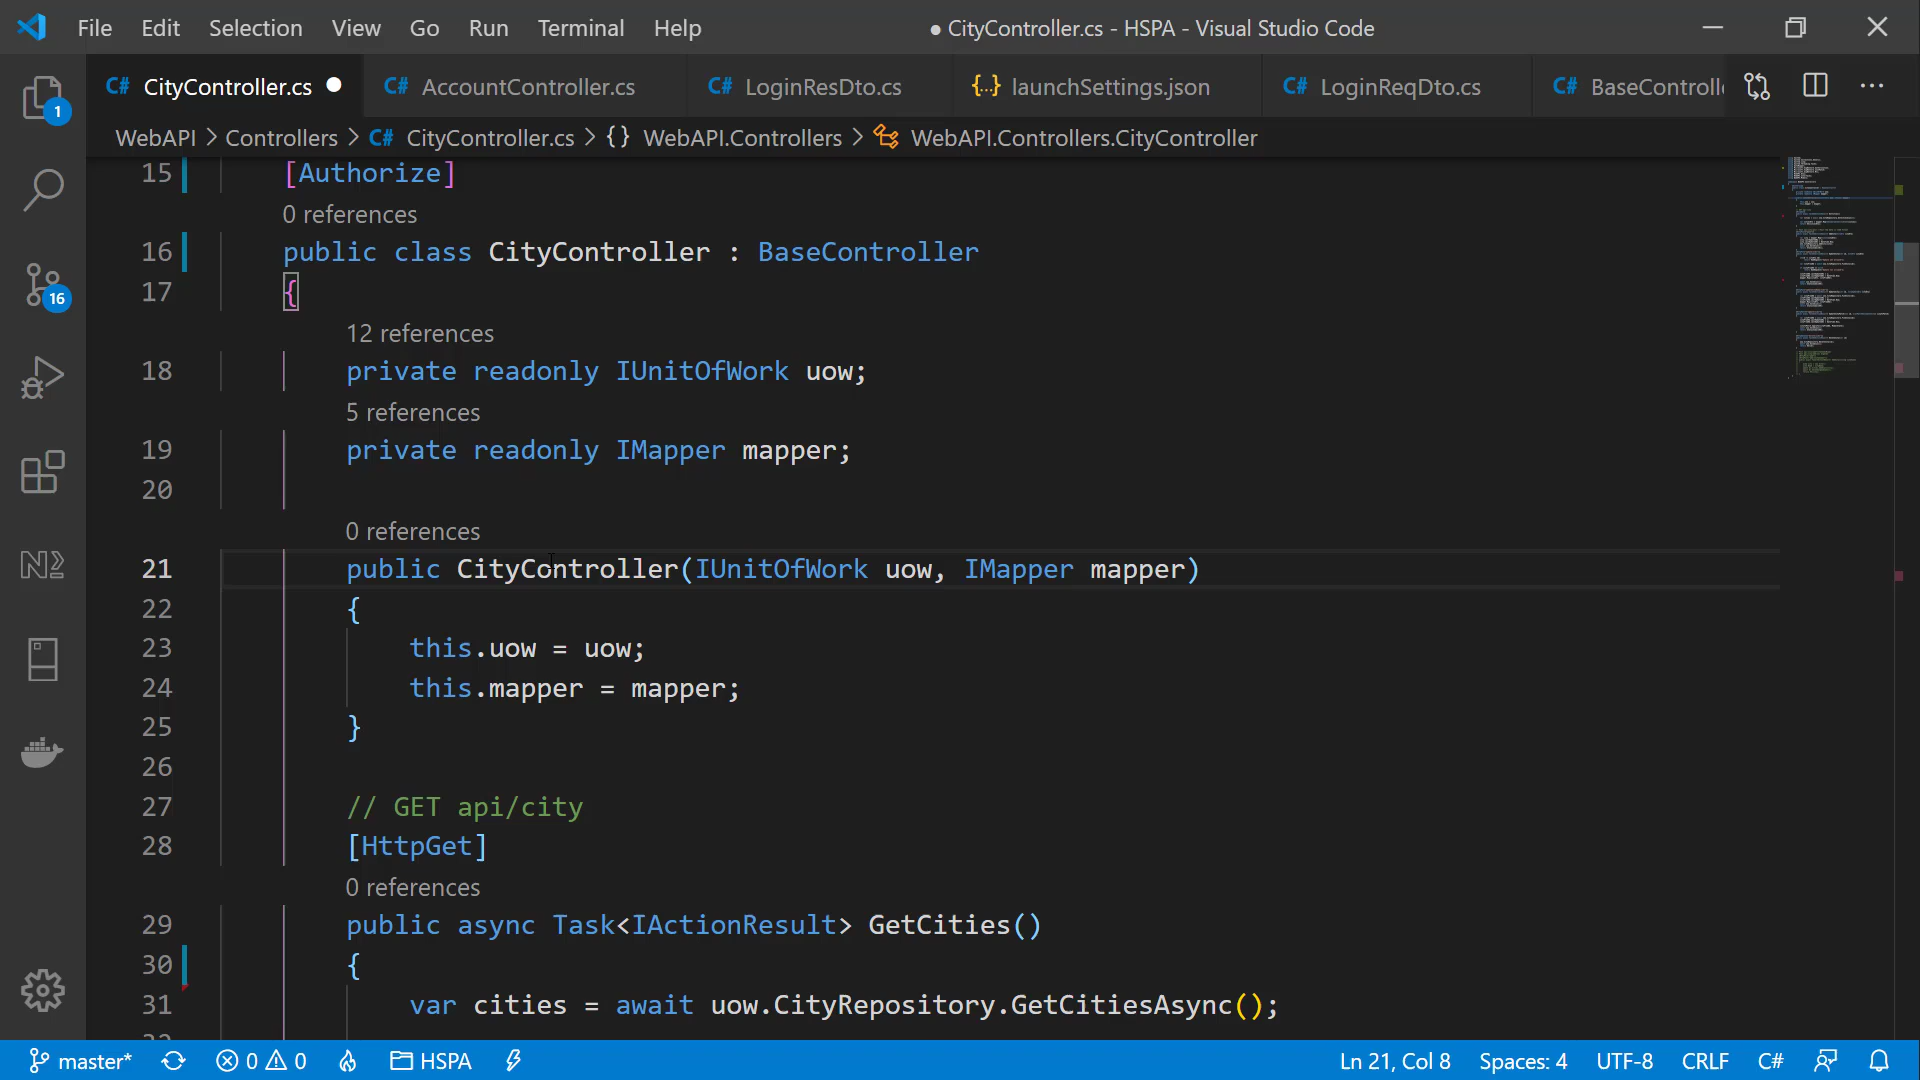 File Edit Selection View Go Run Terminal Help
● CityController.cs - HSPA - Visual Studio Code
C# CityController.cs ● C# AccountController.cs C# LoginResDto.cs {} launchSettings.json C# LoginReqDto.cs C# BaseControll
WebAPI > Controllers > C# CityController.cs > {} WebAPI.Controllers > WebAPI.Controllers.CityController
1
16
15 [Authorize]
0 references
16 public class CityController : BaseController
17 {
12 references
18 private readonly IUnitOfWork uow;
5 references
19 private readonly IMapper mapper;
20
0 references
21 public CityController(IUnitOfWork uow, IMapper mapper)
22 {
23 this.uow = uow;
24 this.mapper = mapper;
25 }
26
27 // GET api/city
28 [HttpGet]
0 references
29 public async Task<IActionResult> GetCities()
30 {
31 var cities = await uow.CityRepository.GetCitiesAsync();
master* 0 0 HSPA Ln 21, Col 8 Spaces: 4 UTF-8 CRLF C#